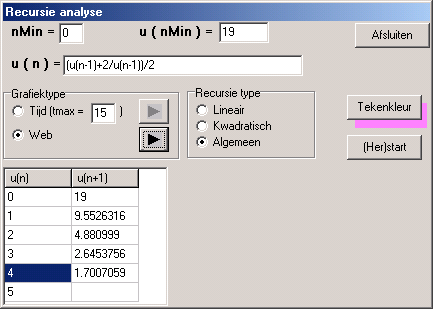 Recursie analyse
nMin = 0 u ( nMin ) = 19 Afsluiten
u ( n ) = (u(n-1)+2/u(n-1))/2
Grafiektype
Tijd (tmax = 15 )
Web
Recursie type
Lineair
Kwadratisch
Algemeen
Tekenkleur
(Her)start
u(n) u(n+1)
0 19
1 9.5526316
2 4.880999
3 2.6453756
4 1.7007059
5